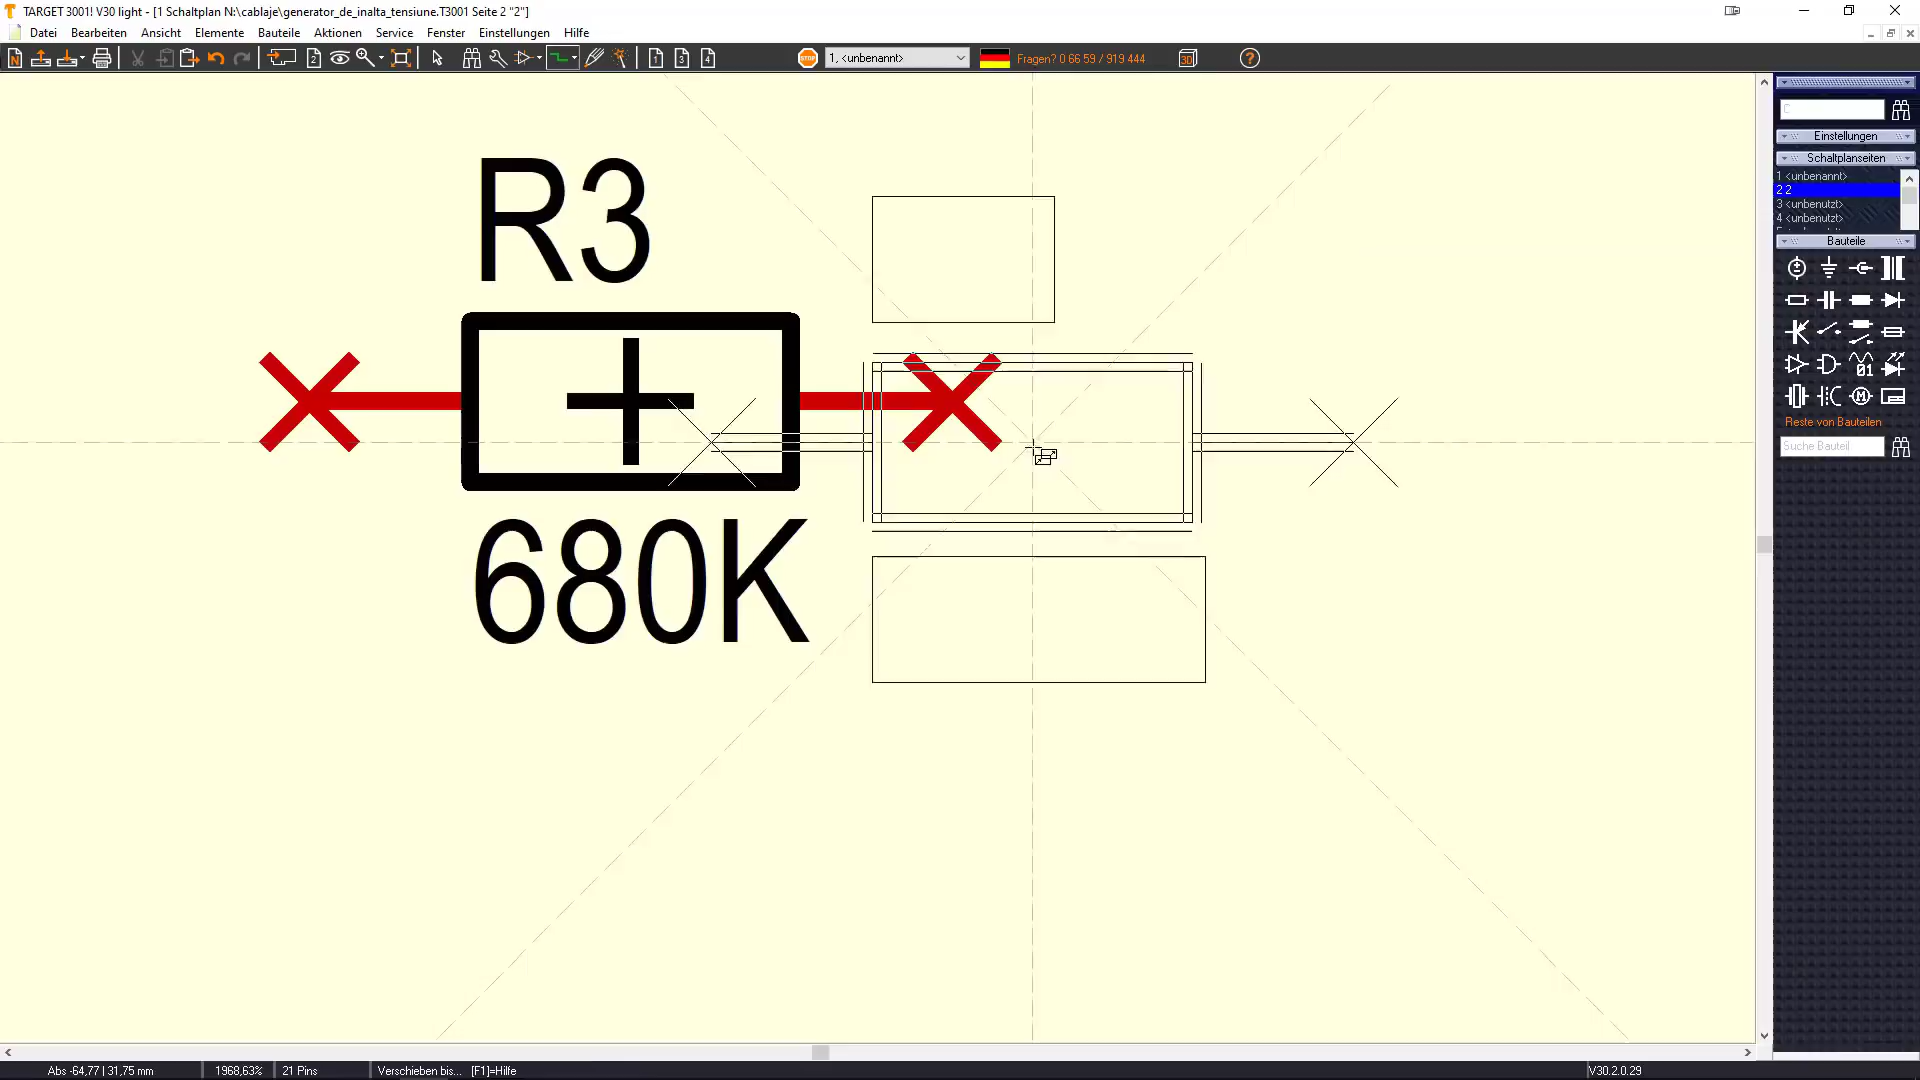 TARGET 3001! V30 light - [1 Schaltplan N:\cablaje\generator_de_inalta_tensiune.T3001 Seite 2 "2"]
Datei Bearbeiten Ansicht Elemente Bauteile Aktionen Service Fenster Einstellungen Hilfe
1, <unbenannt> Fragen? 0 66 59 / 919 444
C
Einstellungen
Schaltplanseiten
1 <unbenannt>
2 2
3 <unbenutzt>
4 <unbenutzt>
Bauteile
Reste von Bauteilen
Suche Bauteil
R3
680K
Abs -64,77 | 31,75 mm 1968,63% 21 Pins Verschieben bis... [F1]=Hilfe V30.2.0.29